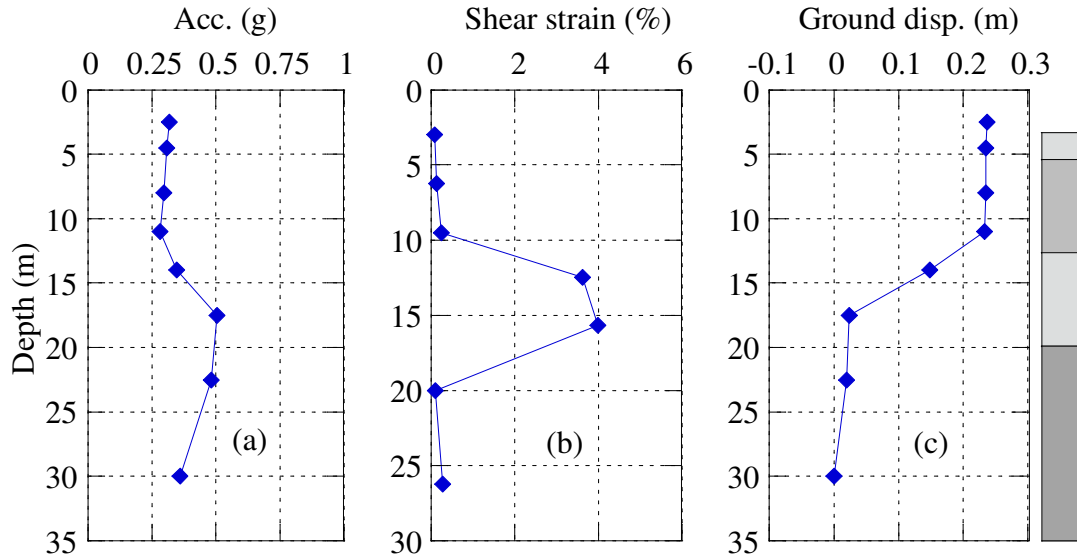 Acc. (g) Shear strain (%) Ground disp. (m)
0 0.25 0.5 0.75 1 0 2 4 6 -0.1 0 0.1 0.2 0.3
0 0 0
5 5 5
10 10 10
15 15 15
20 20 20
25 25 25
30 30 30
35 35
Depth (m)
(a) (b) (c)